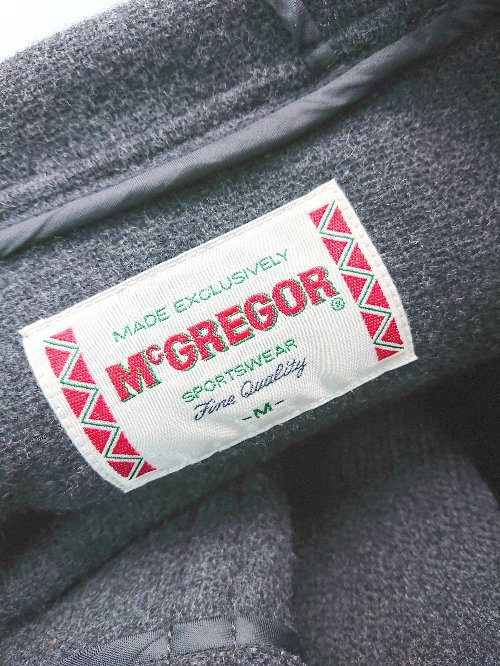 MADE EXCLUSIVELY
McGREGOR®
SPORTSWEAR
Fine Quality
-M-